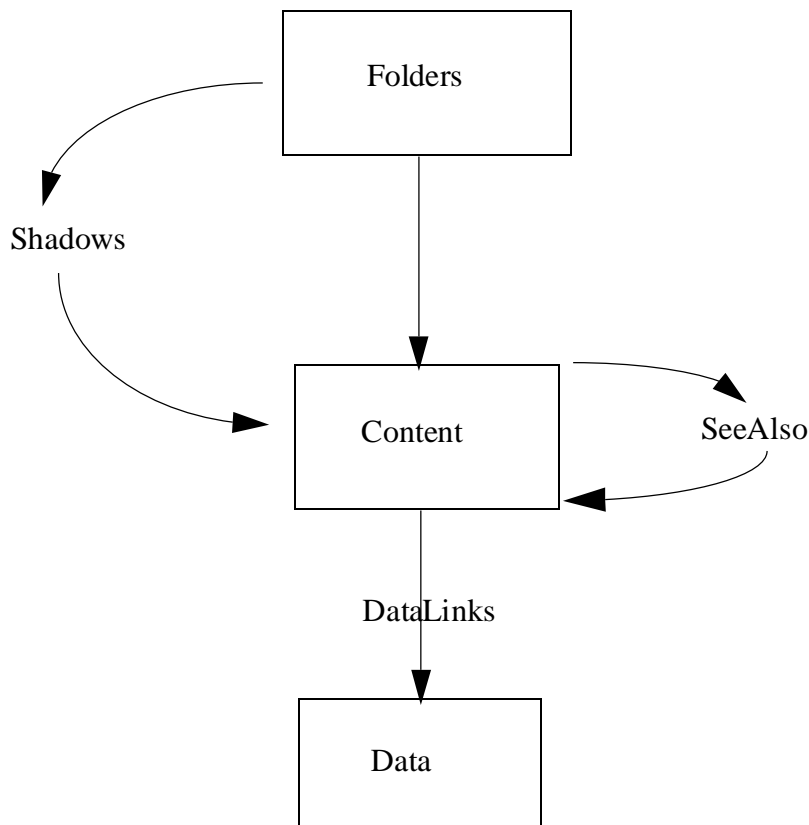 Folders
Shadows
Content
SeeAlso
DataLinks
Data